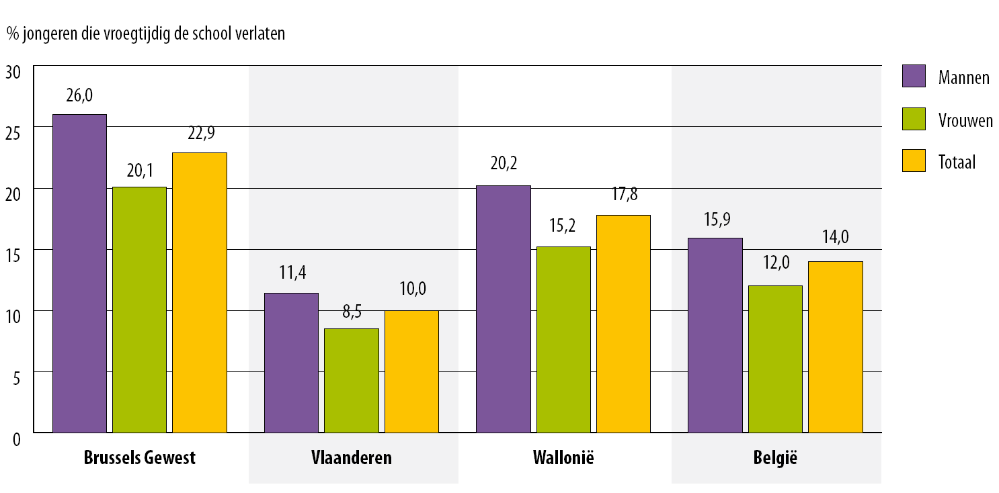 % jongeren die vroegtijdig de school verlaten
30
25
20
15
10
5
0
26,0
20,1
22,9
11,4
8,5
10,0
20,2
15,2
17,8
15,9
12,0
14,0
Brussels Gewest
Vlaanderen
Wallonië
België
Mannen
Vrouwen
Totaal